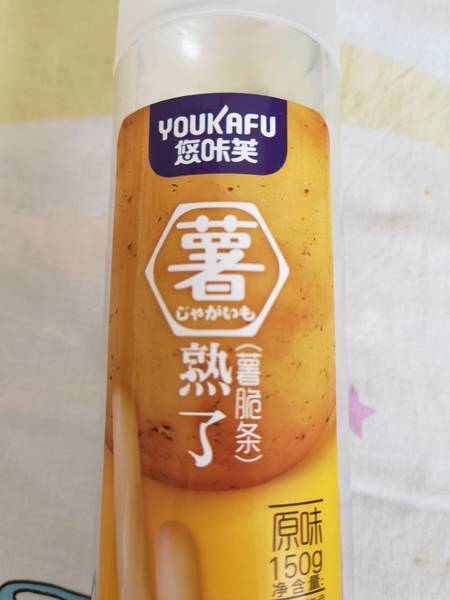 YOUKAFU
悠咔芙
薯
じゃがいも
熟了
(薯脆条)
原味
150g
净含量: